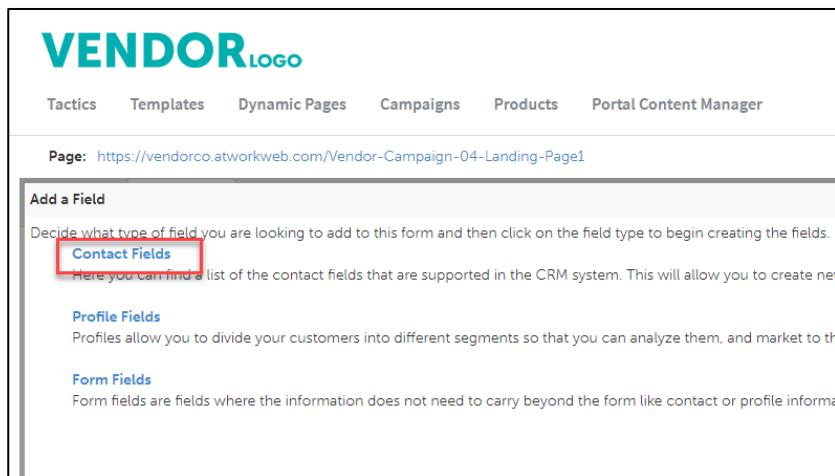 VENDOR LOGO
Tactics Templates Dynamic Pages Campaigns Products Portal Content Manager
Page: https://vendorco.atworkweb.com/Vendor-Campaign-04-Landing-Page1
Add a Field
Decide what type of field you are looking to add to this form and then click on the field type to begin creating the fields.
Contact Fields
Here you can find a list of the contact fields that are supported in the CRM system. This will allow you to create
Profile Fields
Profiles allow you to divide your customers into different segments so that you can analyze them, and market to
Form Fields
Form fields are fields where the information does not need to carry beyond the form like contact or profile